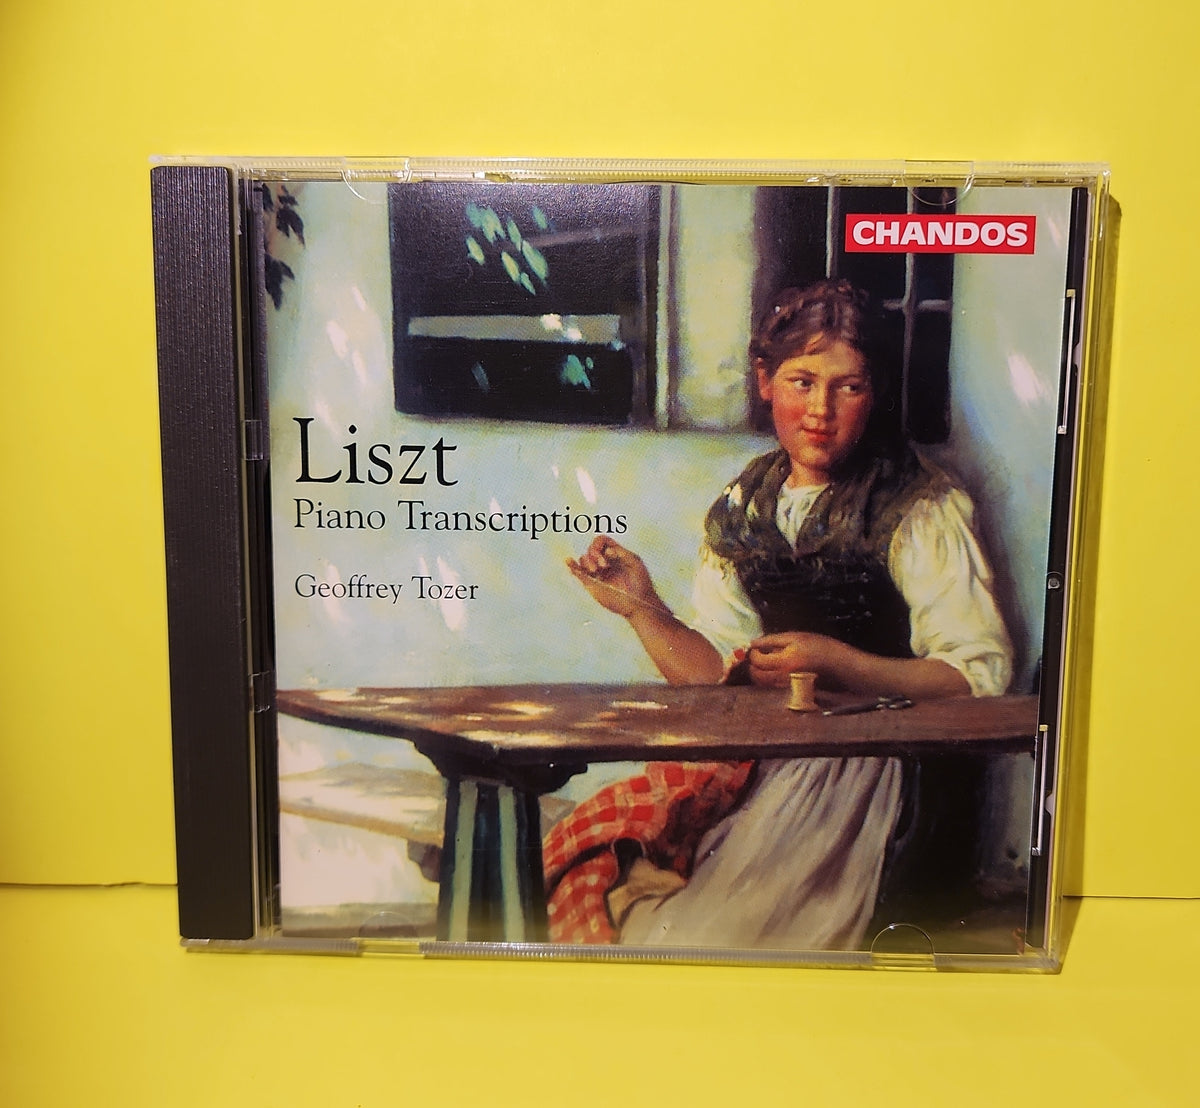 CHANDOS
Liszt
Piano Transcriptions
Geoffrey Tozer